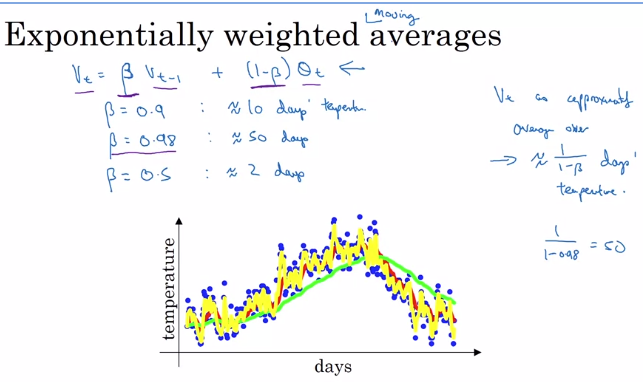 moving
Exponentially weighted averages
Vt = β Vt-1 + (1-β) θt ←
β = 0.9 : ≈ 10 days' temperature.
β = 0.98 : ≈ 50 days
β = 0.5 : ≈ 2 days
Vt as approximately
average over
→ ≈ 1/(1-β) days'
temperature.
1/(1-0.98) = 50
temperature
days